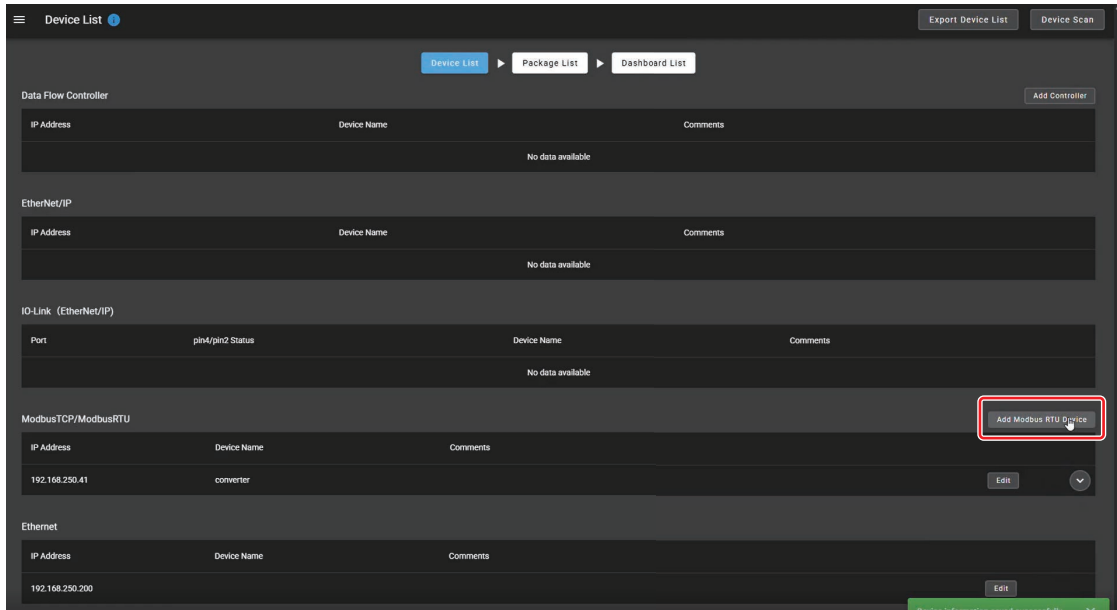 Device List
Export Device List
Device Scan
Device List
Package List
Dashboard List
Data Flow Controller
Add Controller
IP Address Device Name Comments
No data available
EtherNet/IP
IP Address Device Name Comments
No data available
IO-Link（EtherNet/IP)
Port pin4/pin2 Status Device Name Comments
No data available
ModbusTCP/ModbusRTU
Add Modbus RTU Device
IP Address Device Name Comments
192.168.250.41 converter Edit
Ethernet
IP Address Device Name Comments
192.168.250.200 Edit